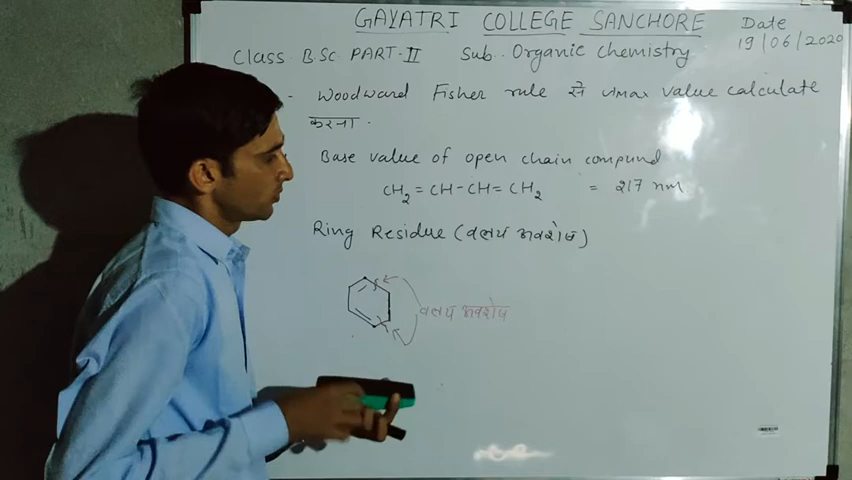 GAYATRI COLLEGE SANCHORE
Date
19/06/2020
Class BSc PART-II Sub. Organic Chemistry
- Woodward Fisher rule से λmax value calculate
करना.
Base value of open chain compund
CH2=CH-CH=CH2 = 217 nm
Ring Residue (वलय अवशेष)
वलय अवशेष